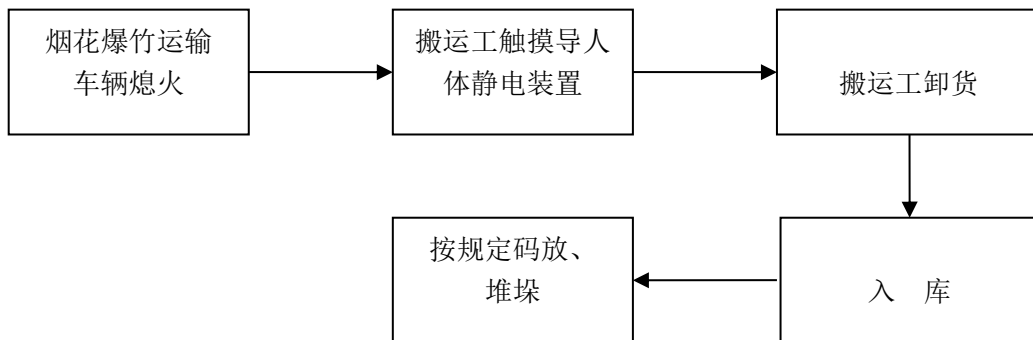 烟花爆竹运输
车辆熄火
搬运工触摸导人
体静电装置
搬运工卸货
入　库
按规定码放、
堆垛